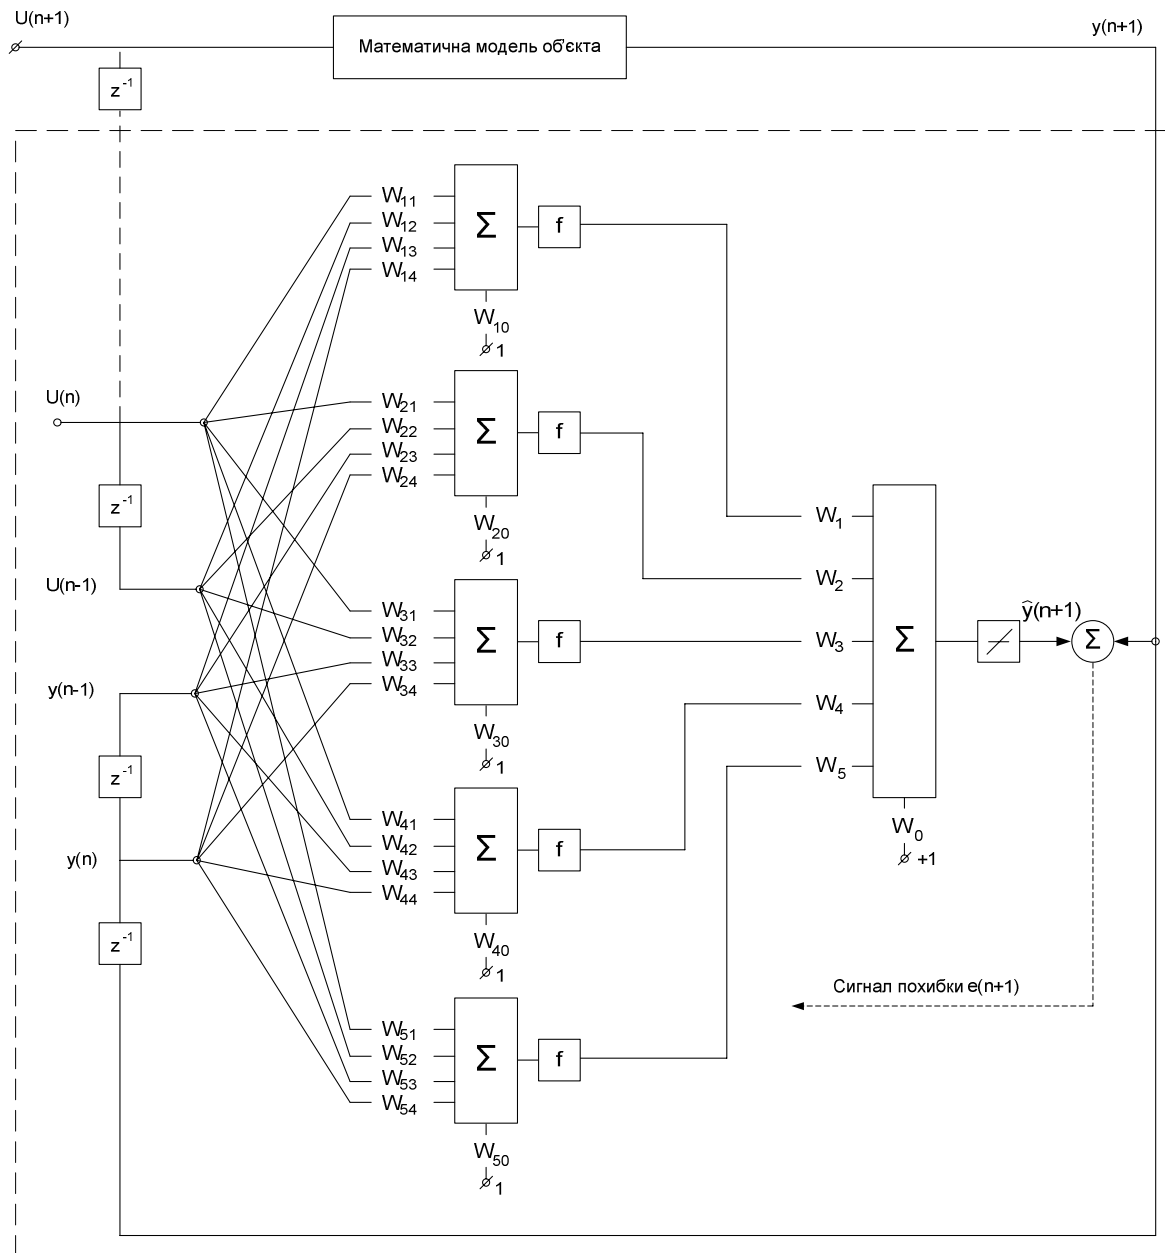 U(n+1)
y(n+1)
Математична модель об'єкта
z⁻¹
W₁₁
W₁₂
W₁₃
W₁₄
Σ
f
W₁₀
1
U(n)
W₂₁
W₂₂
W₂₃
W₂₄
Σ
f
W₂₀
1
z⁻¹
W₁
W₂
W₃
W₄
W₅
Σ
W₀
+1
ŷ(n+1)
Σ
U(n-1)
W₃₁
W₃₂
W₃₃
W₃₄
Σ
f
W₃₀
1
y(n-1)
z⁻¹
W₄₁
W₄₂
W₄₃
W₄₄
Σ
f
W₄₀
1
y(n)
z⁻¹
Сигнал похибки e(n+1)
W₅₁
W₅₂
W₅₃
W₅₄
Σ
f
W₅₀
1